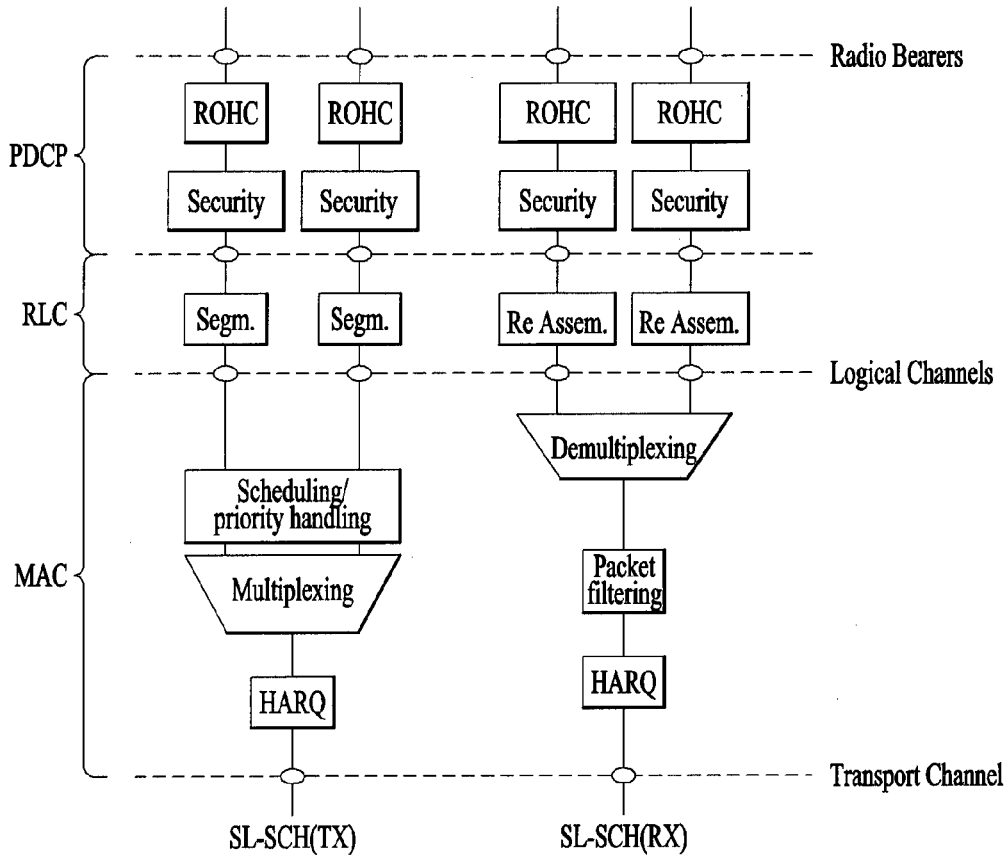 Radio Bearers
ROHC
ROHC
ROHC
ROHC
PDCP
Security
Security
Security
Security
RLC
Segm.
Segm.
Re Assem.
Re Assem.
Logical Channels
Demultiplexing
Scheduling/
priority handling
MAC
Multiplexing
Packet
filtering
HARQ
HARQ
Transport Channel
SL-SCH(TX)
SL-SCH(RX)